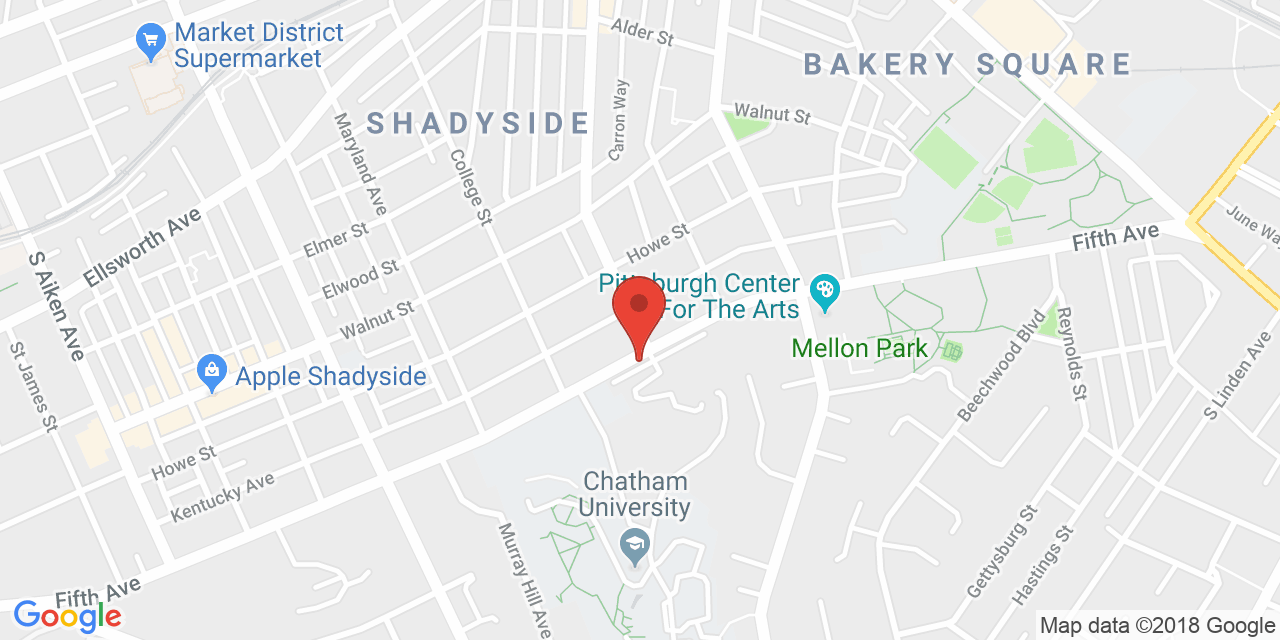 Market District
Supermarket
Alder St
BAKERY SQUARE
Carron Way
Walnut St
SHADYSIDE
Maryland Ave
College St
June Way
Ellsworth Ave
Elmer St
Howe St
Fifth Ave
S Aiken Ave
Elwood St
Pittsburgh Center
For The Arts
Walnut St
Mellon Park
Beechwood Blvd
Reynolds St
S Linden Ave
St James St
Apple Shadyside
Howe St
Kentucky Ave
Chatham
University
Murray Hill Ave
Gettysburg St
Hastings St
Fifth Ave
Google
Map data ©2018 Google